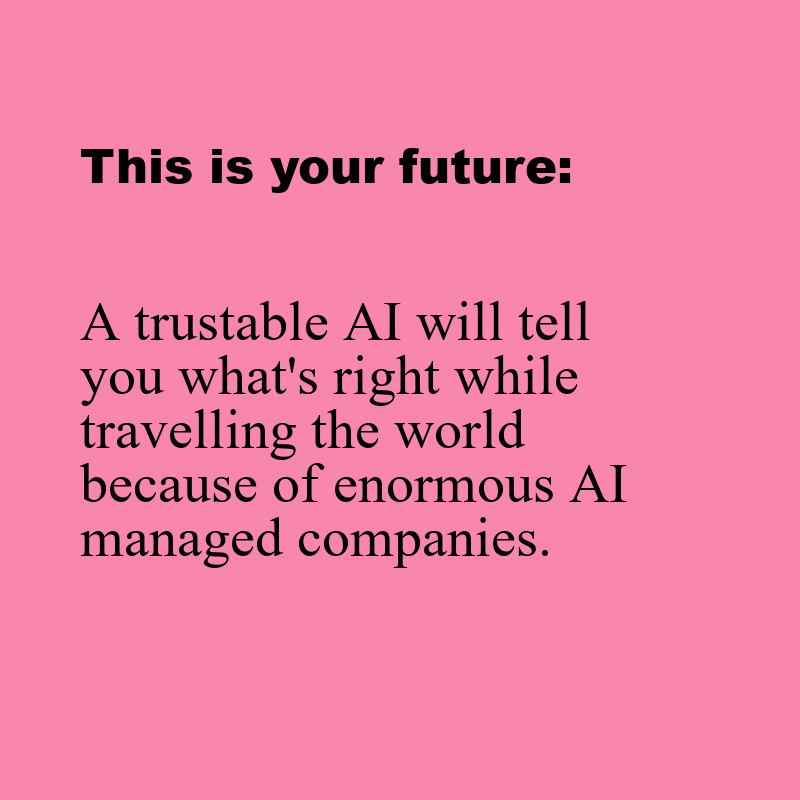 This is your future:
A trustable AI will tell
you what's right while
travelling the world
because of enormous AI
managed companies.